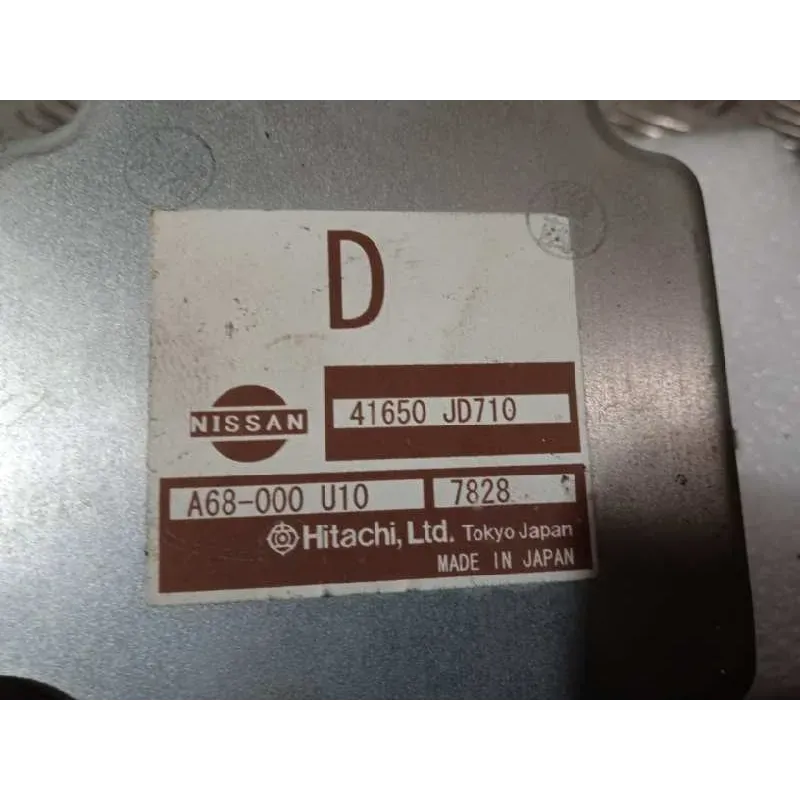 D
NISSAN
41650 JD710
A68-000 U10
7828
Hitachi, Ltd. Tokyo Japan
MADE IN JAPAN